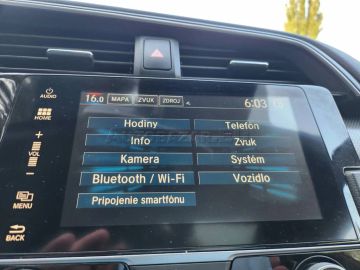 AUDIO
16.0 MAPA ZVUK ZDROJ 6:03
HOME
Hodiny Telefón
+
Info Zvuk
VOL
Kamera Systém
-
Bluetooth / Wi-Fi Vozidlo
MENU
Pripojenie smartfónu
BACK